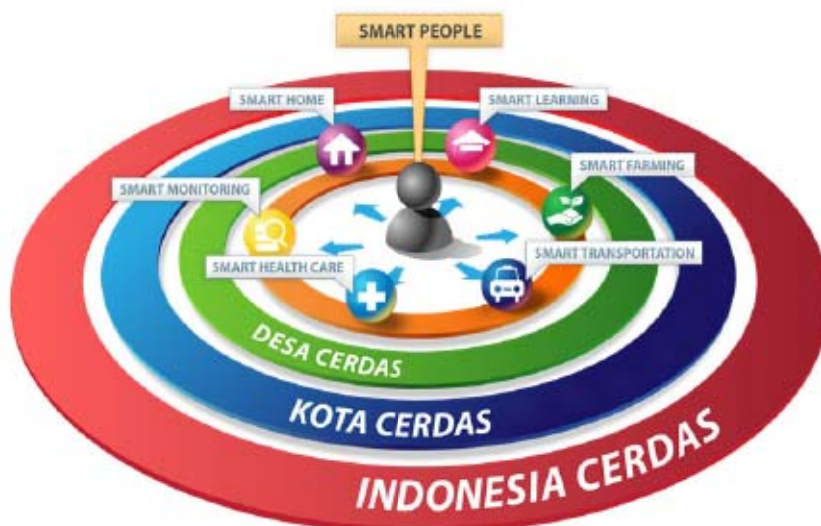 SMART PEOPLE
SMART HOME
SMART LEARNING
SMART MONITORING
SMART FARMING
SMART HEALTH CARE
SMART TRANSPORTATION
DESA CERDAS
KOTA CERDAS
INDONESIA CERDAS